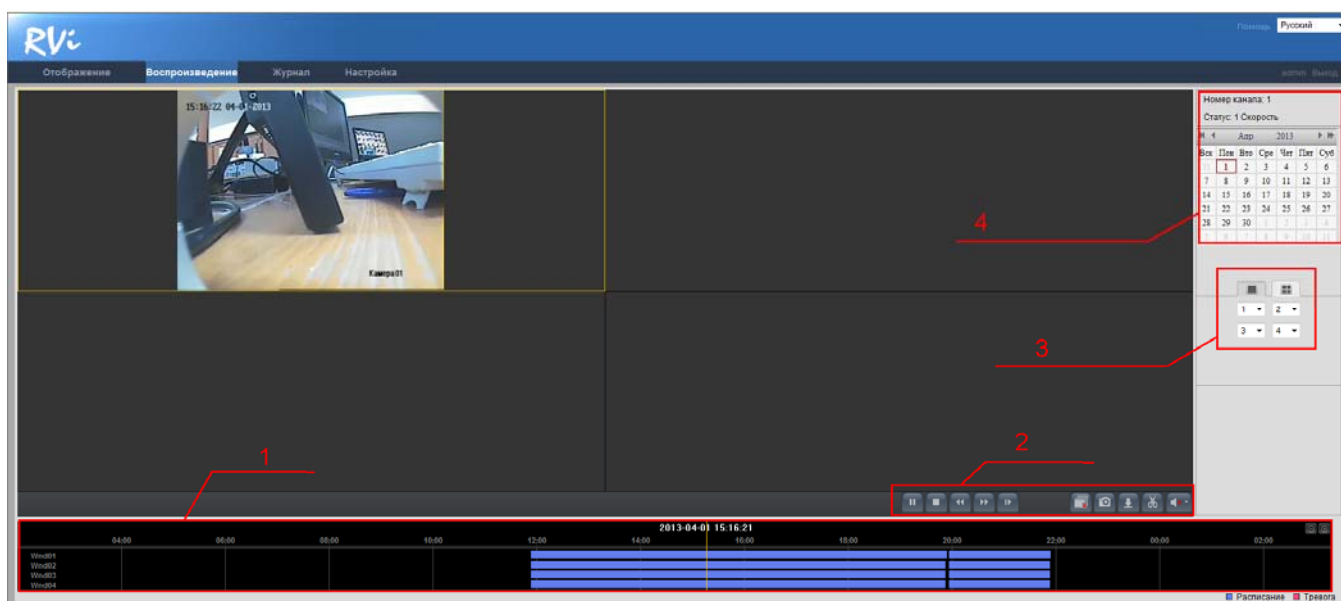 RVi
Помощь Русский
Отображение Воспроизведение Журнал Настройка admin Выход
15:16:22 04-01-2013
Камера01
Номер канала: 1
Статус: 1 Скорость
Апр 2013
Вск Пон Вто Сре Чет Пят Суб
31 1 2 3 4 5 6
7 8 9 10 11 12 13
14 15 16 17 18 19 20
21 22 23 24 25 26 27
28 29 30 1 2 3 4
5 6 7 8 9 10 11
4
1 2
3 4
3
1
2
2013-04-01 15:16:21
04:00 06:00 08:00 10:00 12:00 14:00 16:00 18:00 20:00 22:00 00:00 02:00
Wnd01
Wnd02
Wnd03
Wnd04
Расписание Тревога